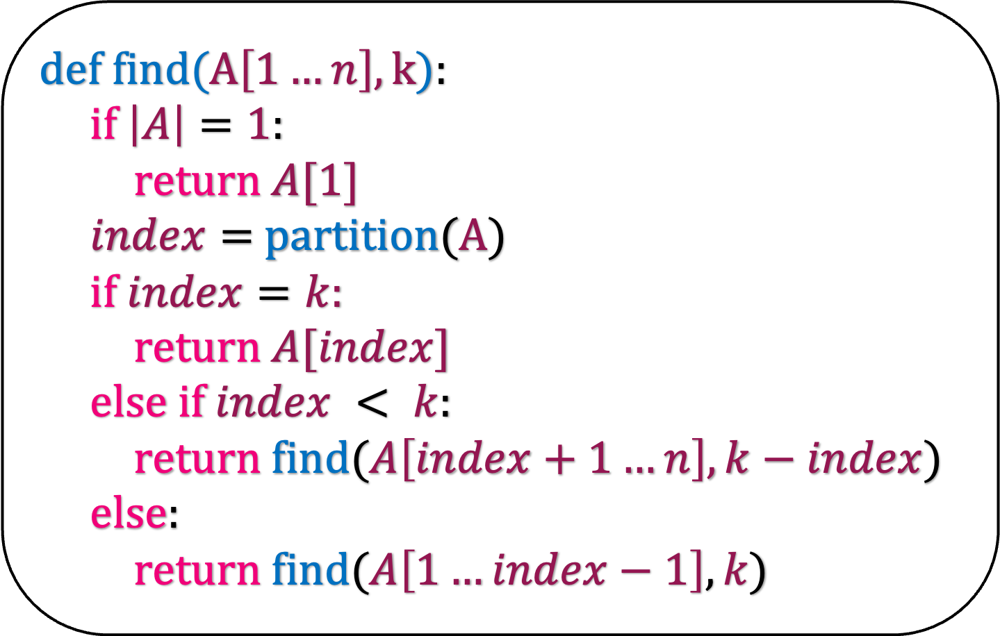 def find(A[1 … n], k):
if |A| = 1:
return A[1]
index = partition(A)
if index = k:
return A[index]
else if index < k:
return find(A[index + 1 … n], k − index)
else:
return find(A[1 … index − 1], k)